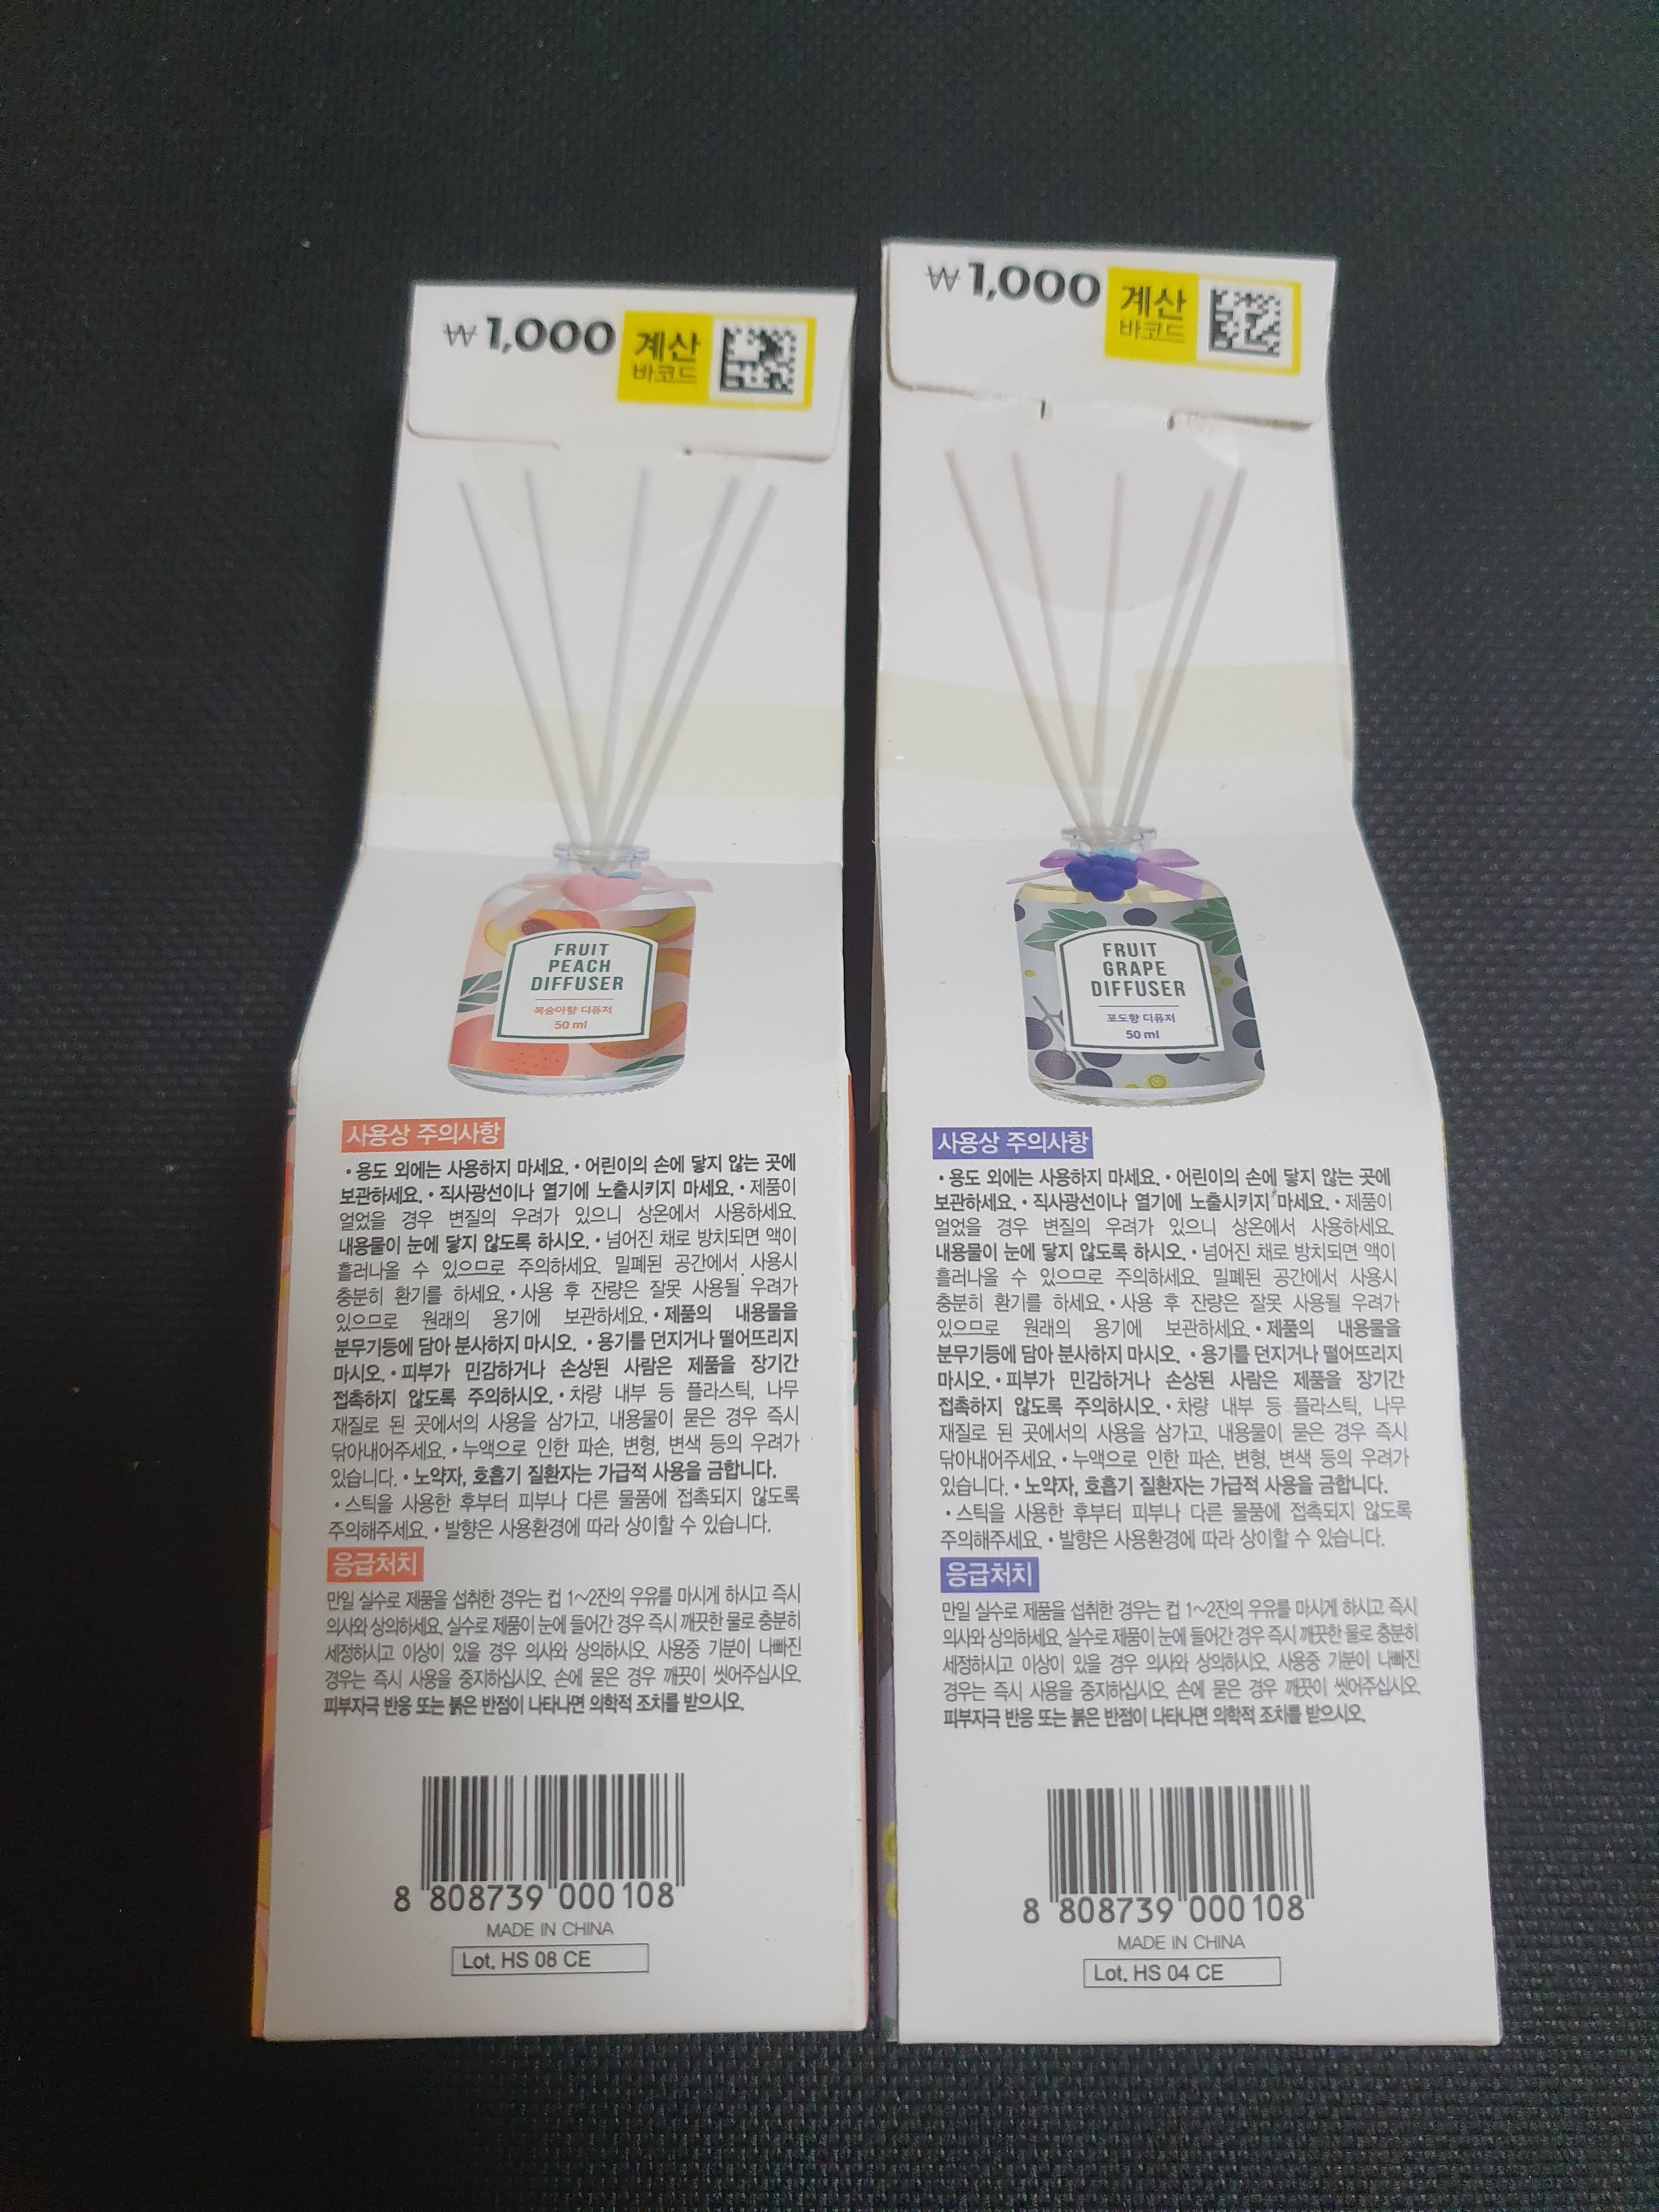 ₩1,000 계산
바코드
FRUIT
PEACH
DIFFUSER
복숭아향 디퓨저
50 ml
사용상 주의사항
• 용도 외에는 사용하지 마세요. • 어린이의 손에 닿지 않는 곳에
보관하세요. • 직사광선이나 열기에 노출시키지 마세요. • 제품이
얼었을 경우 변질의 우려가 있으니 상온에서 사용하세요.
내용물이 눈에 닿지 않도록 하시오. • 넘어진 채로 방치되면 액이
흘러나올 수 있으므로 주의하세요. 밀폐된 공간에서 사용시
충분히 환기를 하세요. • 사용 후 잔량은 잘못 사용될 우려가
있으므로 원래의 용기에 보관하세요. • 제품의 내용물을
분무기등에 담아 분사하지 마시오. • 용기를 던지거나 떨어뜨리지
마시오. • 피부가 민감하거나 손상된 사람은 제품을 장기간
접촉하지 않도록 주의하시오. • 차량 내부 등 플라스틱, 나무
재질로 된 곳에서의 사용을 삼가고, 내용물이 묻은 경우 즉시
닦아내어주세요. • 누액으로 인한 파손, 변형, 변색 등의 우려가
있습니다. • 노약자, 호흡기 질환자는 가급적 사용을 금합니다.
• 스틱을 사용한 후부터 피부나 다른 물품에 접촉되지 않도록
주의해주세요. • 발향은 사용환경에 따라 상이할 수 있습니다.
응급처치
만일 실수로 제품을 섭취한 경우는 컵 1~2잔의 우유를 마시게 하시고 즉시
의사와 상의하세요. 실수로 제품이 눈에 들어간 경우 즉시 깨끗한 물로 충분히
세정하시고 이상이 있을 경우 의사와 상의하시오. 사용중 기분이 나빠진
경우는 즉시 사용을 중지하십시오. 손에 묻은 경우 깨끗이 씻어주십시오.
피부자극 반응 또는 붉은 반점이 나타나면 의학적 조치를 받으시오.
8 808739 000108
MADE IN CHINA
Lot. HS 08 CE
₩1,000 계산
바코드
FRUIT
GRAPE
DIFFUSER
포도향 디퓨저
50 ml
사용상 주의사항
• 용도 외에는 사용하지 마세요. • 어린이의 손에 닿지 않는 곳에
보관하세요. • 직사광선이나 열기에 노출시키지 마세요. • 제품이
얼었을 경우 변질의 우려가 있으니 상온에서 사용하세요.
내용물이 눈에 닿지 않도록 하시오. • 넘어진 채로 방치되면 액이
흘러나올 수 있으므로 주의하세요. 밀폐된 공간에서 사용시
충분히 환기를 하세요. • 사용 후 잔량은 잘못 사용될 우려가
있으므로 원래의 용기에 보관하세요. • 제품의 내용물을
분무기등에 담아 분사하지 마시오. • 용기를 던지거나 떨어뜨리지
마시오. • 피부가 민감하거나 손상된 사람은 제품을 장기간
접촉하지 않도록 주의하시오. • 차량 내부 등 플라스틱, 나무
재질로 된 곳에서의 사용을 삼가고, 내용물이 묻은 경우 즉시
닦아내어주세요. • 누액으로 인한 파손, 변형, 변색 등의 우려가
있습니다. • 노약자, 호흡기 질환자는 가급적 사용을 금합니다.
• 스틱을 사용한 후부터 피부나 다른 물품에 접촉되지 않도록
주의해주세요. • 발향은 사용환경에 따라 상이할 수 있습니다.
응급처치
만일 실수로 제품을 섭취한 경우는 컵 1~2잔의 우유를 마시게 하시고 즉시
의사와 상의하세요. 실수로 제품이 눈에 들어간 경우 즉시 깨끗한 물로 충분히
세정하시고 이상이 있을 경우 의사와 상의하시오. 사용중 기분이 나빠진
경우는 즉시 사용을 중지하십시오. 손에 묻은 경우 깨끗이 씻어주십시오.
피부자극 반응 또는 붉은 반점이 나타나면 의학적 조치를 받으시오.
8 808739 000108
MADE IN CHINA
Lot. HS 04 CE